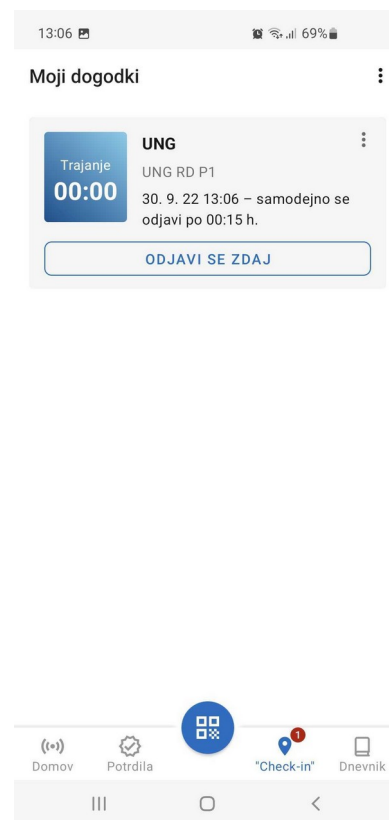 13:06
69%
Moji dogodki
Trajanje
00:00
UNG
UNG RD P1
30. 9. 22 13:06 – samodejno se
odjavi po 00:15 h.
ODJAVI SE ZDAJ
1
Domov
Potrdila
"Check-in"
Dnevnik